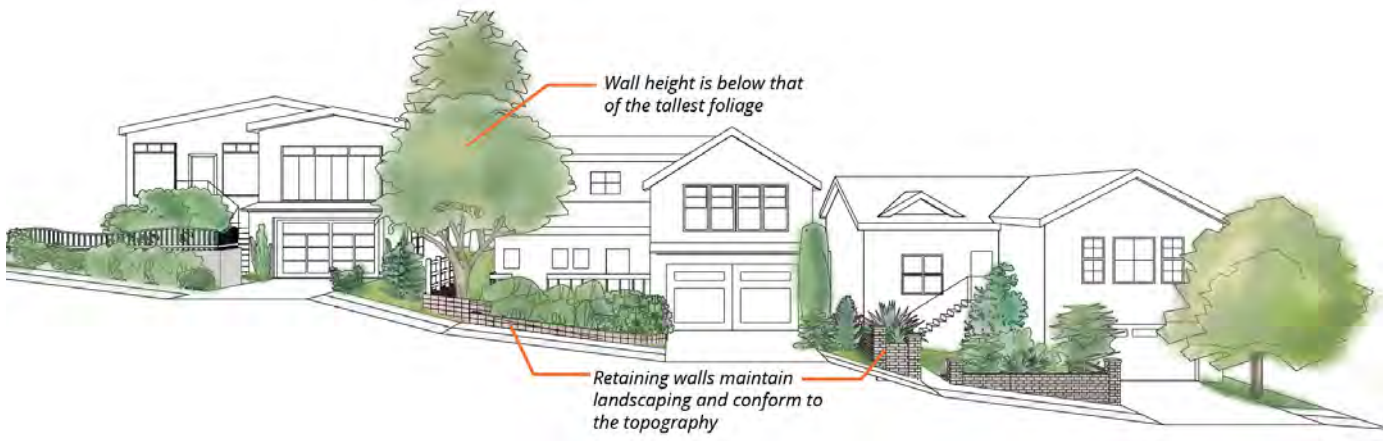 Wall height is below that
of the tallest foliage
Retaining walls maintain
landscaping and conform to
the topography